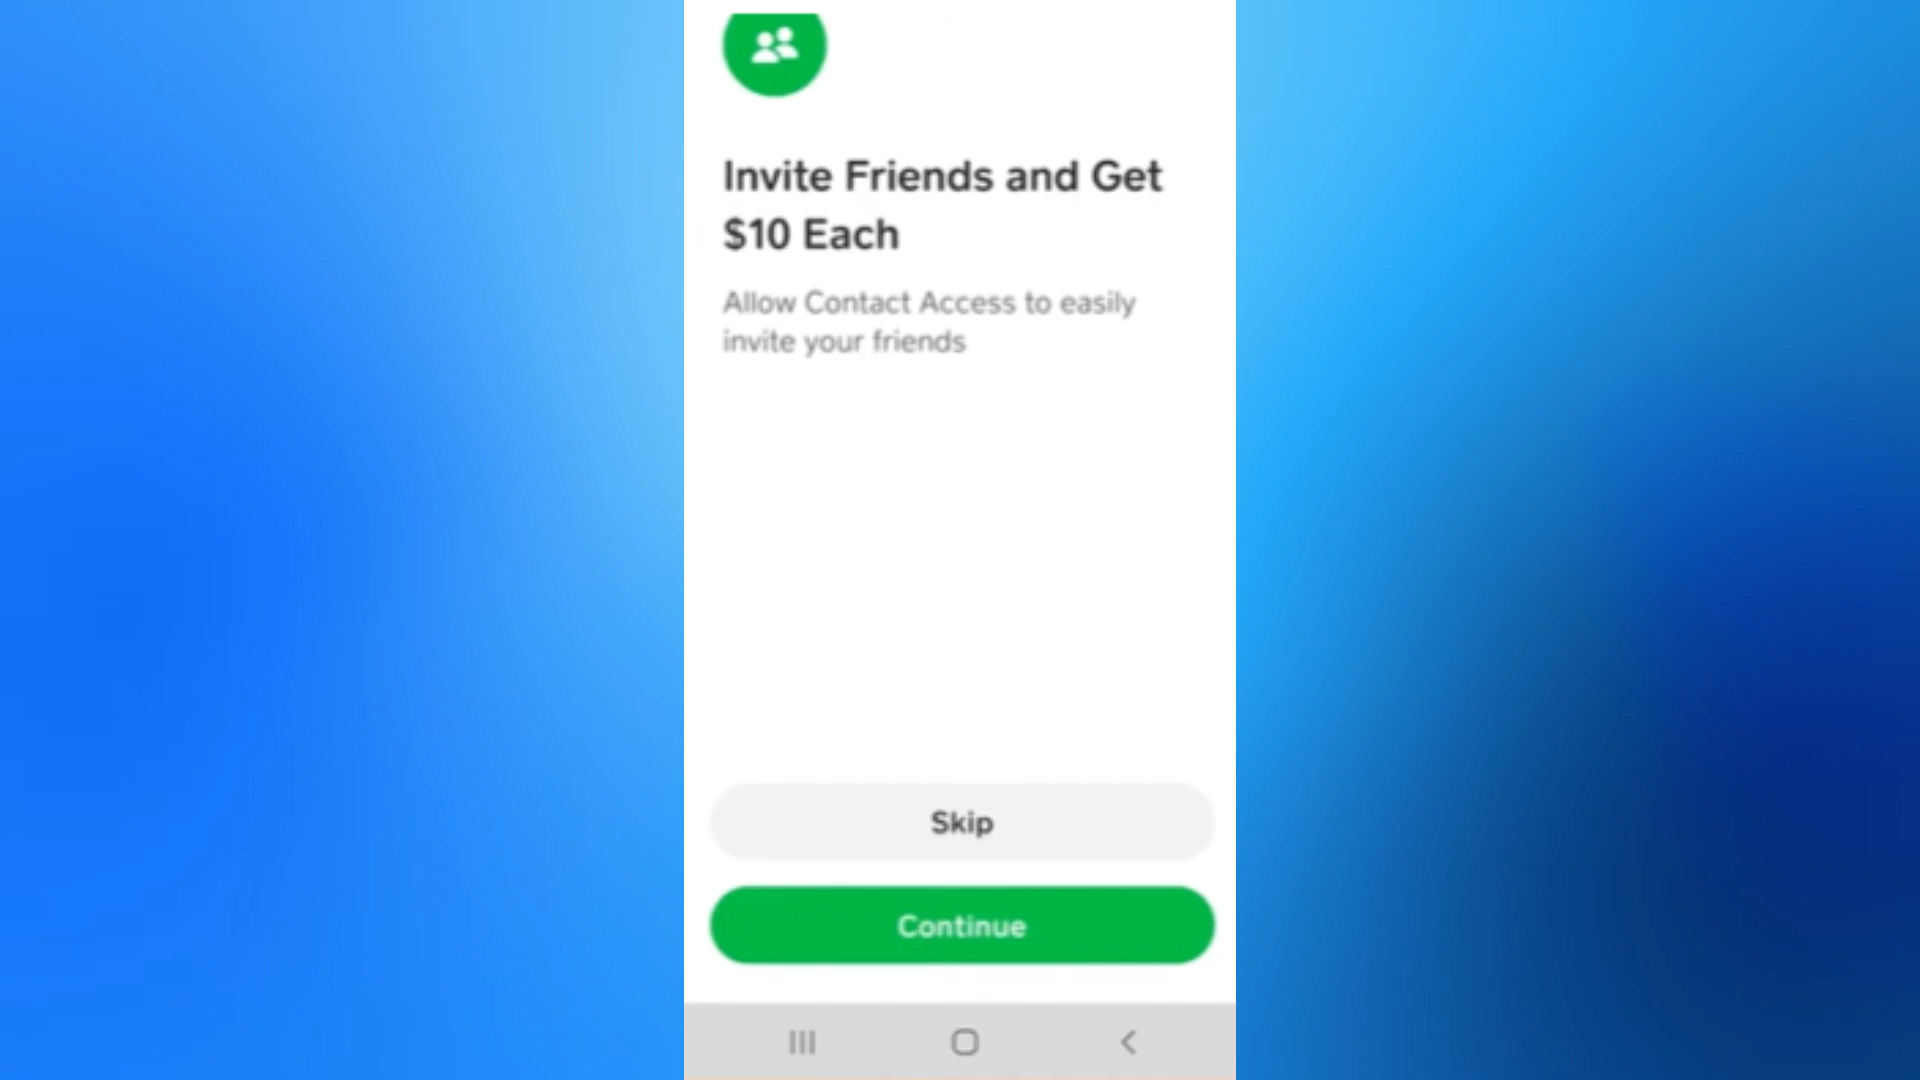 Invite Friends and Get
$10 Each
Allow Contact Access to easily
invite your friends
Skip
Continue